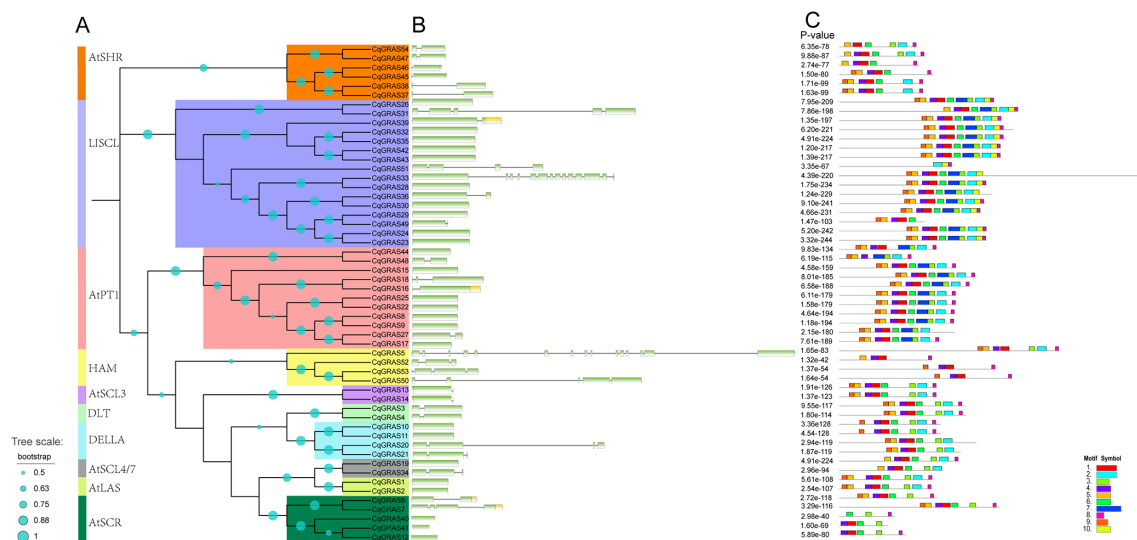 A
B
C
P-value
AtSHR
LISCL
AtPT1
HAM
AtSCL3
DLT
DELLA
AtSCL4/7
AtLAS
AtSCR
Tree scale:
bootstrap
0.5
0.63
0.75
0.88
1
CqGRAS54
CqGRAS47
CqGRAS46
CqGRAS45
CqGRAS38
CqGRAS37
CqGRAS26
CqGRAS31
CqGRAS39
CqGRAS32
CqGRAS35
CqGRAS42
CqGRAS43
CqGRAS51
CqGRAS33
CqGRAS28
CqGRAS36
CqGRAS30
CqGRAS29
CqGRAS49
CqGRAS24
CqGRAS23
CqGRAS44
CqGRAS48
CqGRAS15
CqGRAS18
CqGRAS16
CqGRAS25
CqGRAS22
CqGRAS8
CqGRAS9
CqGRAS27
CqGRAS17
CqGRAS5
CqGRAS52
CqGRAS53
CqGRAS50
CqGRAS13
CqGRAS14
CqGRAS3
CqGRAS4
CqGRAS10
CqGRAS11
CqGRAS20
CqGRAS21
CqGRAS19
CqGRAS34
CqGRAS1
CqGRAS2
CqGRAS6
CqGRAS7
CqGRAS40
CqGRAS41
CqGRAS12
6.35e-78
9.88e-87
2.74e-77
1.50e-80
1.71e-99
1.63e-99
7.95e-209
7.86e-198
1.35e-197
6.20e-221
4.91e-224
1.20e-217
1.39e-217
3.35e-67
4.39e-220
1.75e-234
1.24e-229
9.10e-241
4.66e-231
1.47e-103
5.20e-242
3.32e-244
9.83e-134
6.19e-115
4.58e-159
8.01e-185
6.58e-188
6.11e-179
1.58e-179
4.64e-194
1.18e-194
2.15e-180
7.61e-189
1.65e-83
1.32e-42
1.37e-54
1.64e-54
1.91e-126
1.37e-123
9.55e-117
1.80e-114
3.36e128
4.54-128
2.94e-119
1.87e-119
4.91e-224
2.96e-94
5.61e-108
2.54e-107
2.72e-118
3.29e-116
2.98e-40
1.60e-69
5.89e-80
Motif Symbol
1.
2.
3.
4.
5.
6.
7.
8.
9.
10.